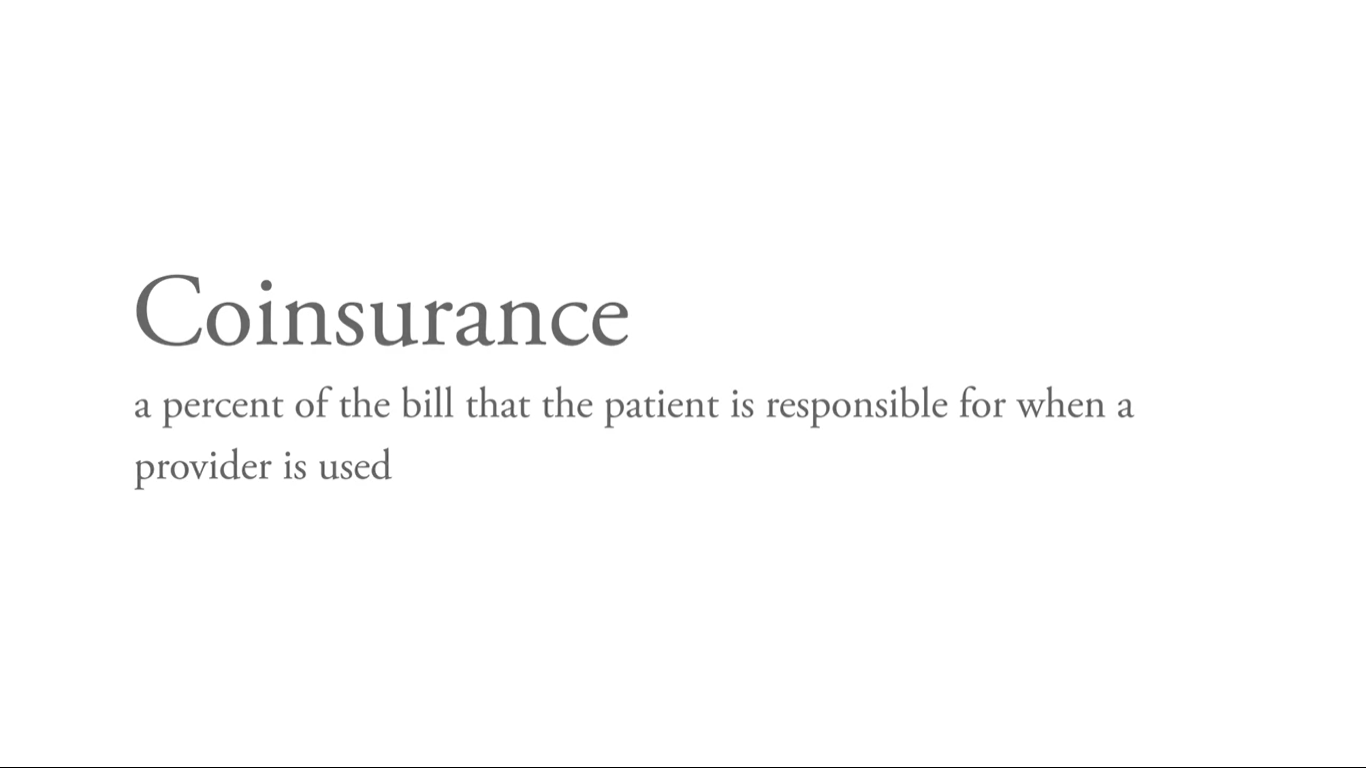 Coinsurance
a percent of the bill that the patient is responsible for when a
provider is used